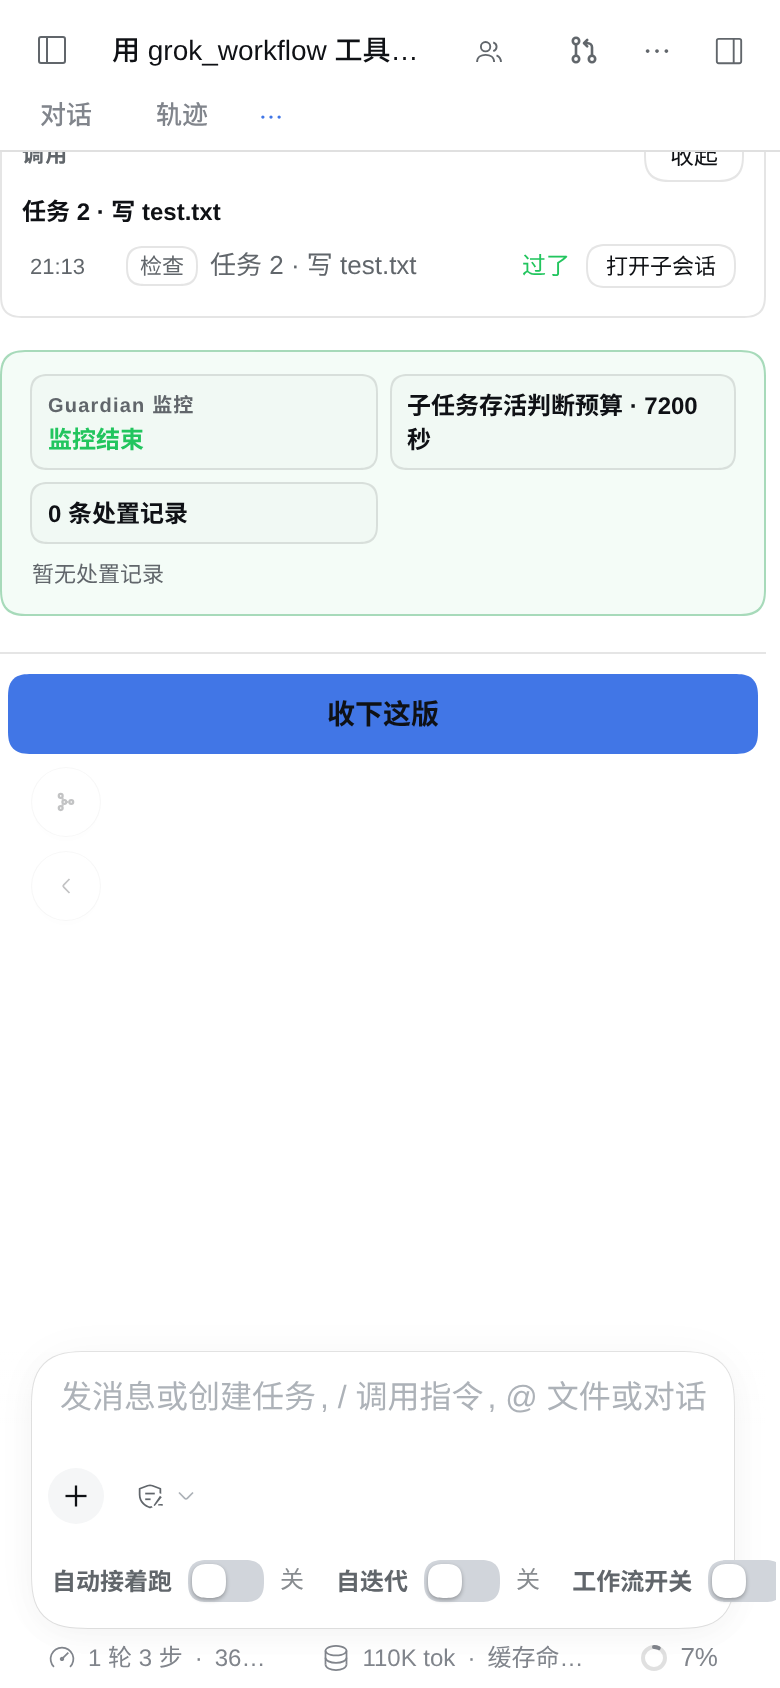 用 grok_workflow 工具…
对话 轨迹 …
调用 收起
任务 2 · 写 test.txt
21:13 检查 任务 2 · 写 test.txt 过了 打开子会话
Guardian 监控
监控结束
子任务存活判断预算 · 7200
秒
0 条处置记录
暂无处置记录
收下这版
发消息或创建任务, / 调用指令, @ 文件或对话
自动接着跑 关 自迭代 关 工作流开关
1 轮 3 步 · 36… 110K tok · 缓存命… 7%